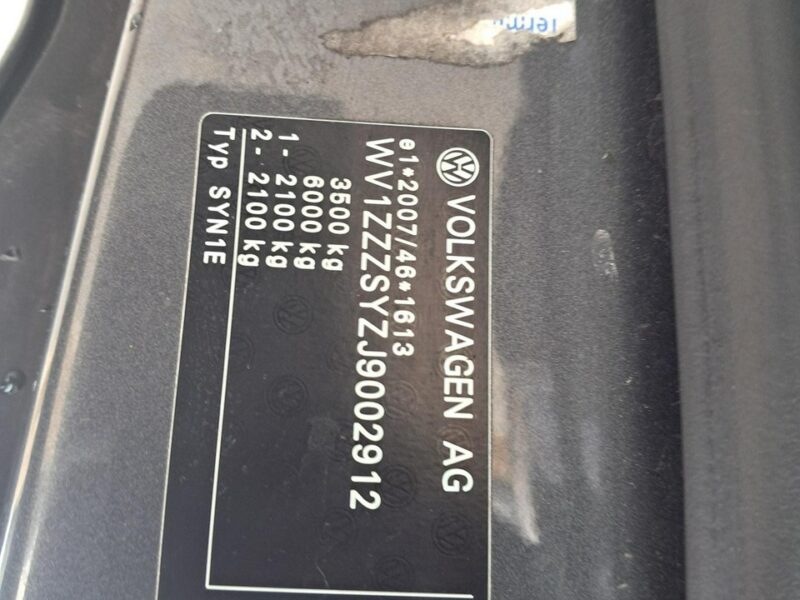 VOLKSWAGEN AG
e1*2007/46*1613
WV1ZZZSYZJ9002912
3500 kg
6000 kg
1- 2100 kg
2- 2100 kg
Typ SYN1E